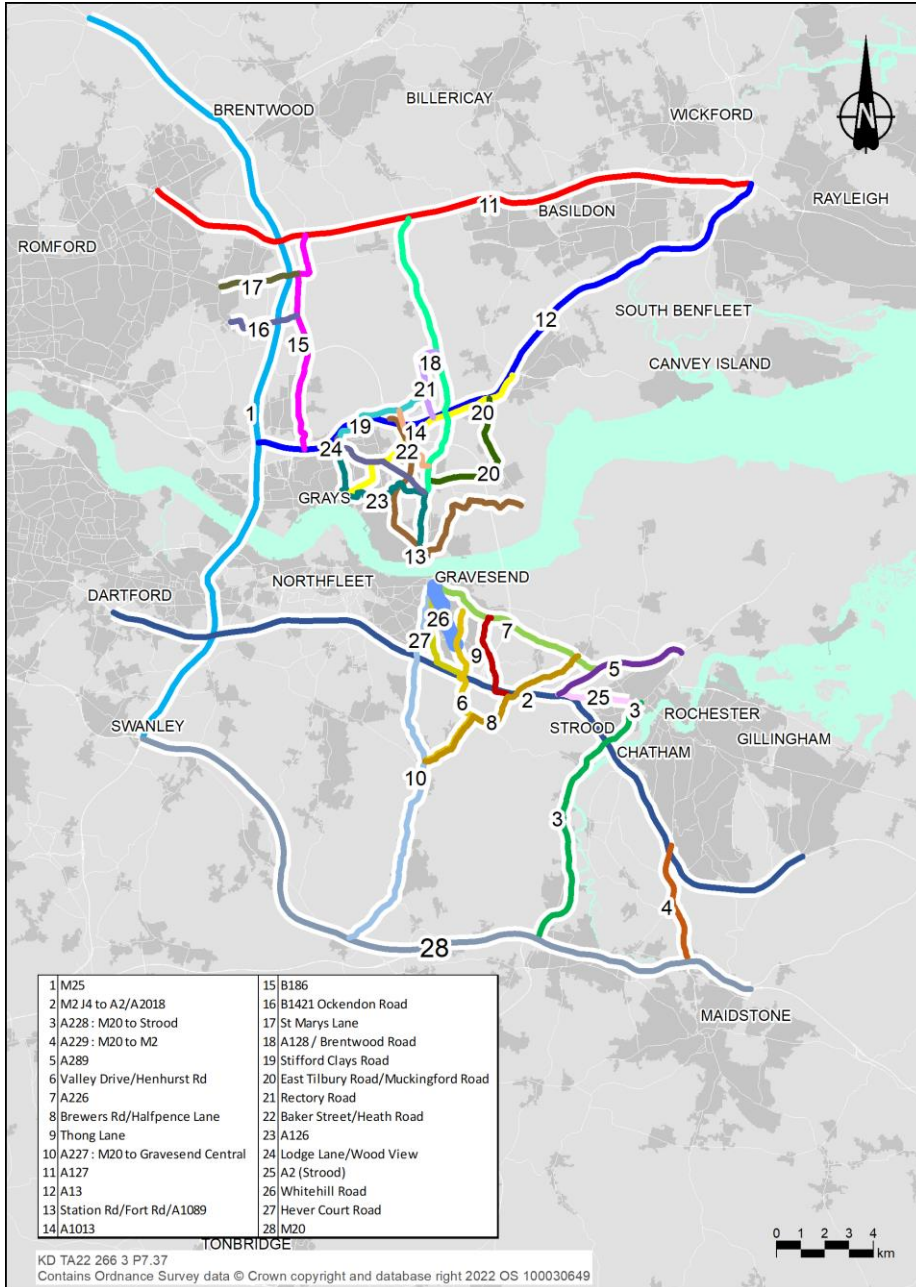 BRENTWOOD
BILLERICAY
WICKFORD
N
RAYLEIGH
11
BASILDON
ROMFORD
17
SOUTH BENFLEET
16
12
15
CANVEY ISLAND
18
21
1
20
19
14
24
22
20
GRAYS
23
13
NORTHFLEET
GRAVESEND
DARTFORD
26
27
7
9
5
6
2
25
3
ROCHESTER
SWANLEY
8
STROOD
GILLINGHAM
CHATHAM
10
3
4
28
MAIDSTONE
1 M25
2 M2 J4 to A2/A2018
3 A228 : M20 to Strood
4 A229 : M20 to M2
5 A289
6 Valley Drive/Henhurst Rd
7 A226
8 Brewers Rd/Halfpence Lane
9 Thong Lane
10 A227 : M20 to Gravesend Central
11 A127
12 A13
13 Station Rd/Fort Rd/A1089
14 A1013
15 B186
16 B1421 Ockendon Road
17 St Marys Lane
18 A128 / Brentwood Road
19 Stifford Clays Road
20 East Tilbury Road/Muckingford Road
21 Rectory Road
22 Baker Street/Heath Road
23 A126
24 Lodge Lane/Wood View
25 A2 (Strood)
26 Whitehill Road
27 Hever Court Road
28 M20
TONBRIDGE
0 1 2 3 4
km
KD TA22 266 3 P7.37
Contains Ordnance Survey data © Crown copyright and database right 2022 OS 100030649